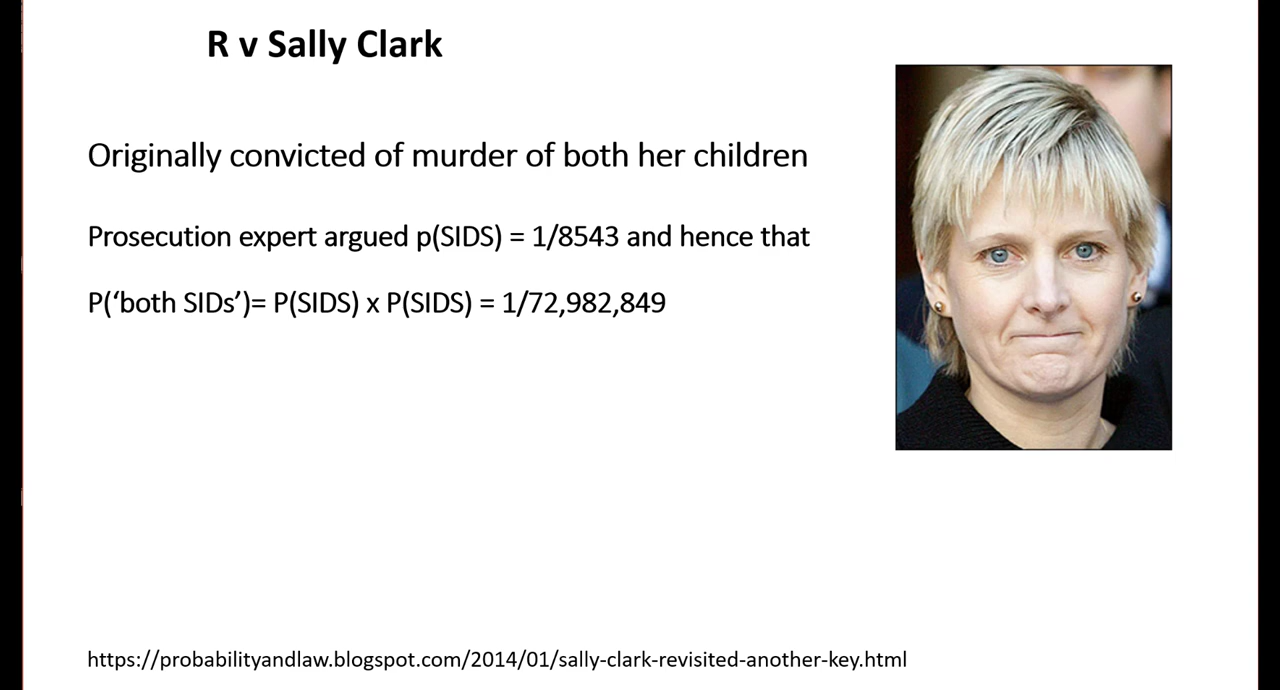 R v Sally Clark
Originally convicted of murder of both her children
Prosecution expert argued p(SIDS) = 1/8543 and hence that
P(‘both SIDs’)= P(SIDS) x P(SIDS) = 1/72,982,849
https://probabilityandlaw.blogspot.com/2014/01/sally-clark-revisited-another-key.html